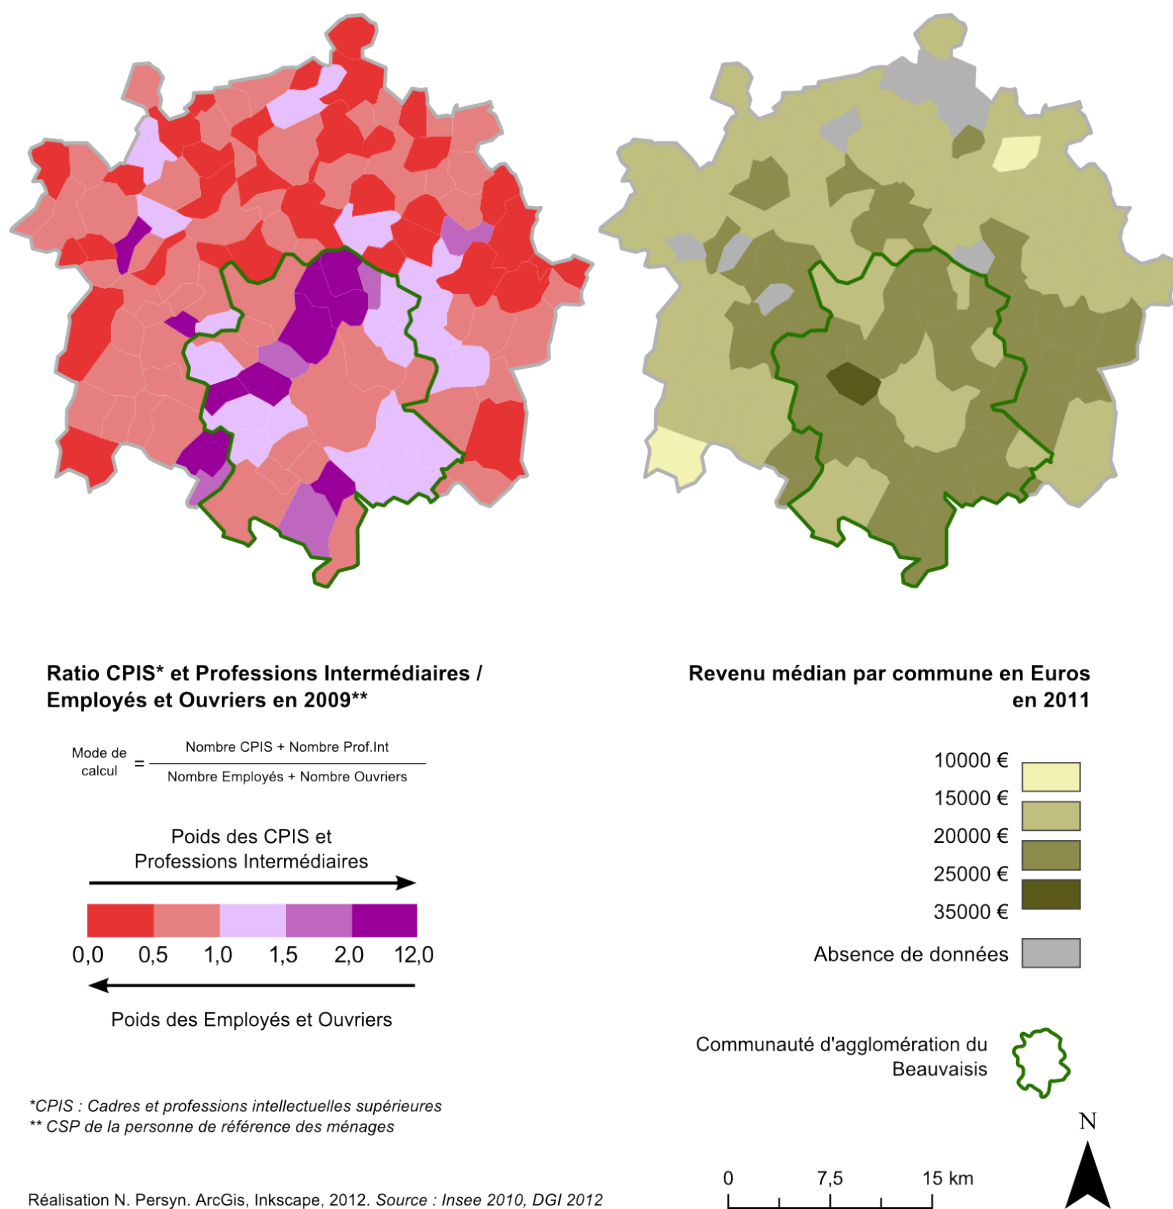 Ratio CPIS* et Professions Intermédiaires /
Employés et Ouvriers en 2009**
Mode de
calcul
=
Nombre CPIS + Nombre Prof.Int
Nombre Employés + Nombre Ouvriers
Poids des CPIS et
Professions Intermédiaires
0,0 0,5 1,0 1,5 2,0 12,0
Poids des Employés et Ouvriers
*CPIS : Cadres et professions intellectuelles supérieures
** CSP de la personne de référence des ménages
Réalisation N. Persyn. ArcGis, Inkscape, 2012. Source : Insee 2010, DGI 2012
Revenu médian par commune en Euros
en 2011
10000 €
15000 €
20000 €
25000 €
35000 €
Absence de données
Communauté d'agglomération du
Beauvaisis
N
0 7,5 15 km